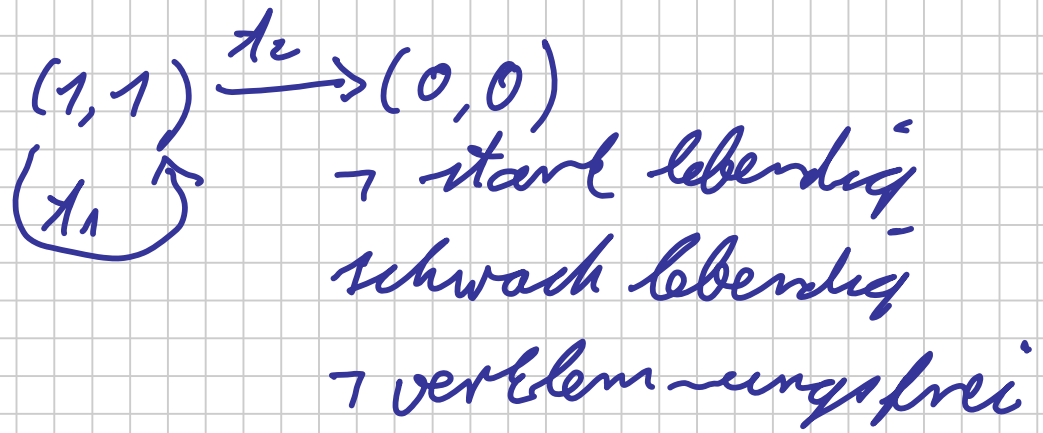 (1,1) t₂ → (0,0)
t₁
¬ stark lebendig
schwach lebendig
¬ verklemmungsfrei